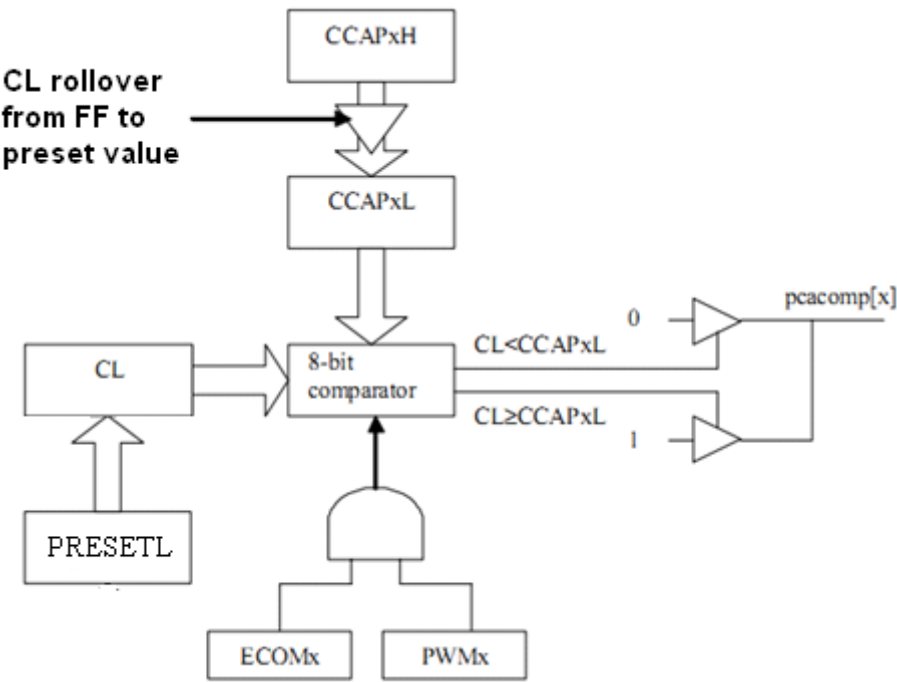 CCAPxH
CL rollover
from FF to
preset value
CCAPxL
pcacomp[x]
0
CL<CCAPxL
CL
8-bit
comparator
CL≥CCAPxL
1
PRESETL
ECOMx
PWMx